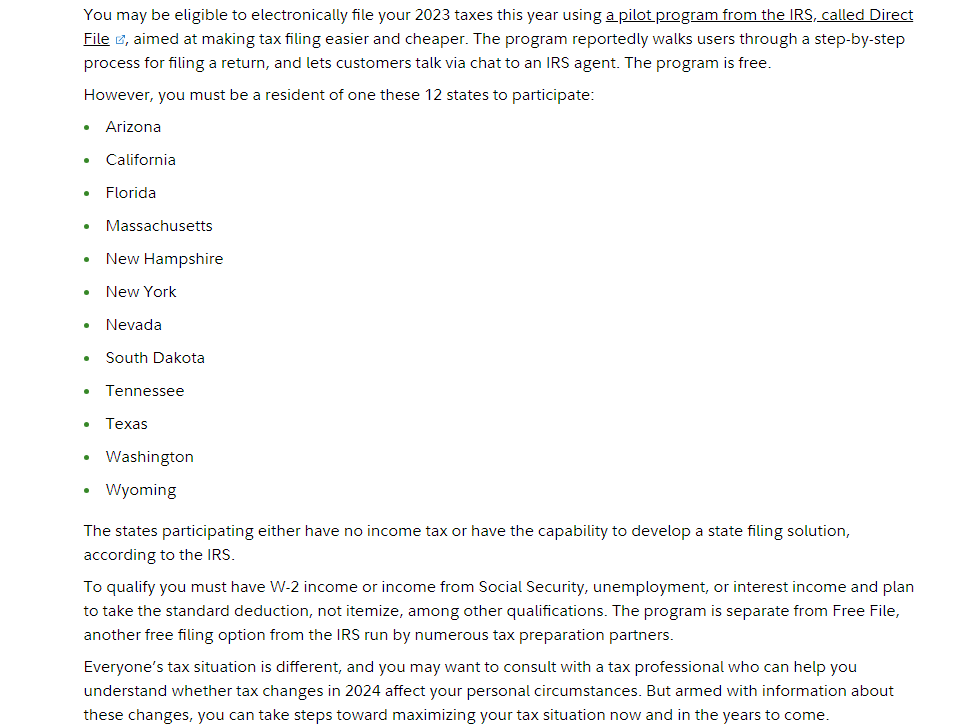 You may be eligible to electronically file your 2023 taxes this year using a pilot program from the IRS, called Direct
File, aimed at making tax filing easier and cheaper. The program reportedly walks users through a step-by-step
process for filing a return, and lets customers talk via chat to an IRS agent. The program is free.
However, you must be a resident of one these 12 states to participate:
• Arizona
• California
• Florida
• Massachusetts
• New Hampshire
• New York
• Nevada
• South Dakota
• Tennessee
• Texas
• Washington
• Wyoming
The states participating either have no income tax or have the capability to develop a state filing solution,
according to the IRS.
To qualify you must have W-2 income or income from Social Security, unemployment, or interest income and plan
to take the standard deduction, not itemize, among other qualifications. The program is separate from Free File,
another free filing option from the IRS run by numerous tax preparation partners.
Everyone's tax situation is different, and you may want to consult with a tax professional who can help you
understand whether tax changes in 2024 affect your personal circumstances. But armed with information about
these changes, you can take steps toward maximizing your tax situation now and in the years to come.